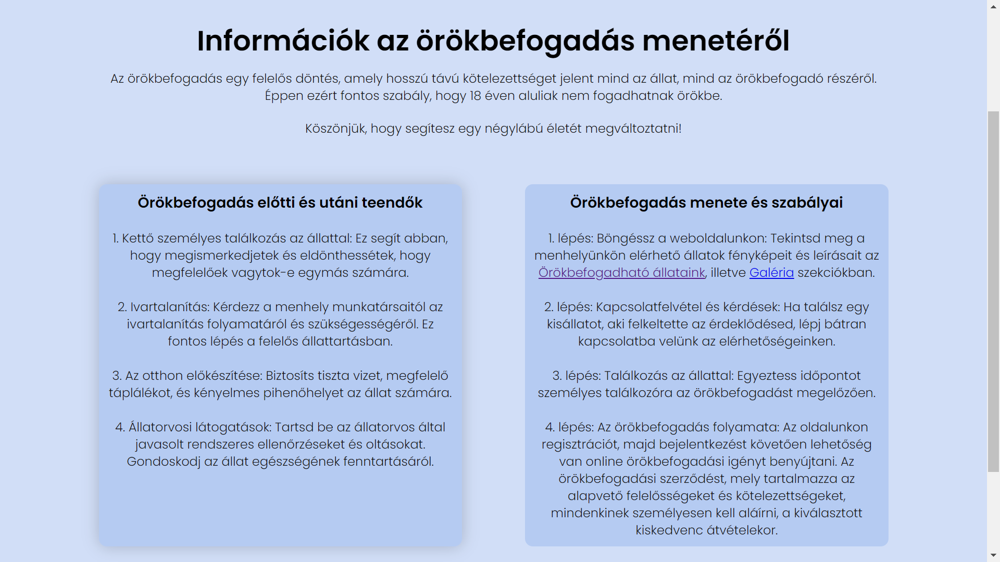 Információk az örökbefogadás menetéről
Az örökbefogadás egy felelős döntés, amely hosszú távú kötelezettséget jelent mind az állat, mind az örökbefogadó részéről.
Éppen ezért fontos szabály, hogy 18 éven aluliak nem fogadhatnak örökbe.
Köszönjük, hogy segítesz egy négylábú életét megváltoztatni!
Örökbefogadás előtti és utáni teendők
1. Kettő személyes találkozás az állattal: Ez segít abban,
hogy megismerkedjetek és eldönthessétek, hogy
megfelelőek vagytok-e egymás számára.
2. Ivartalanítás: Kérdezz a menhely munkatársaitól az
ivartalanítás folyamatáról és szükségességéről. Ez
fontos lépés a felelős állattartásban.
3. Az otthon előkészítése: Biztosíts tiszta vizet, megfelelő
táplálékot, és kényelmes pihenőhelyet az állat számára.
4. Állatorvosi látogatások: Tartsd be az állatorvos által
javasolt rendszeres ellenőrzéseket és oltásokat.
Gondoskodj az állat egészségének fenntartásáról.
Örökbefogadás menete és szabályai
1. lépés: Böngéssz a weboldalunkon: Tekintsd meg a
menhelyünkön elérhető állatok fényképeit és leírásait az
Örökbefogadható állataink, illetve Galéria szekciókban.
2. lépés: Kapcsolatfelvétel és kérdések: Ha találsz egy
kisállatot, aki felkeltette az érdeklődésed, lépj bátran
kapcsolatba velünk az elérhetőségeinken.
3. lépés: Találkozás az állattal: Egyeztess időpontot
személyes találkozóra az örökbefogadást megelőzően.
4. lépés: Az örökbefogadás folyamata: Az oldalunkon
regisztrációt, majd bejelentkezést követően lehetőség
van online örökbefogadási igényt benyújtani. Az
örökbefogadási szerződést, mely tartalmazza az
alapvető felelősségeket és kötelezettségeket,
mindenkinek személyesen kell aláírni, a kiválasztott
kiskedvenc átvételekor.